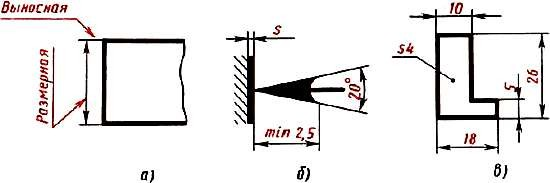 Выносная
Размерная
а)
s
20°
min 2,5
б)
10
s4
26
5
18
в)